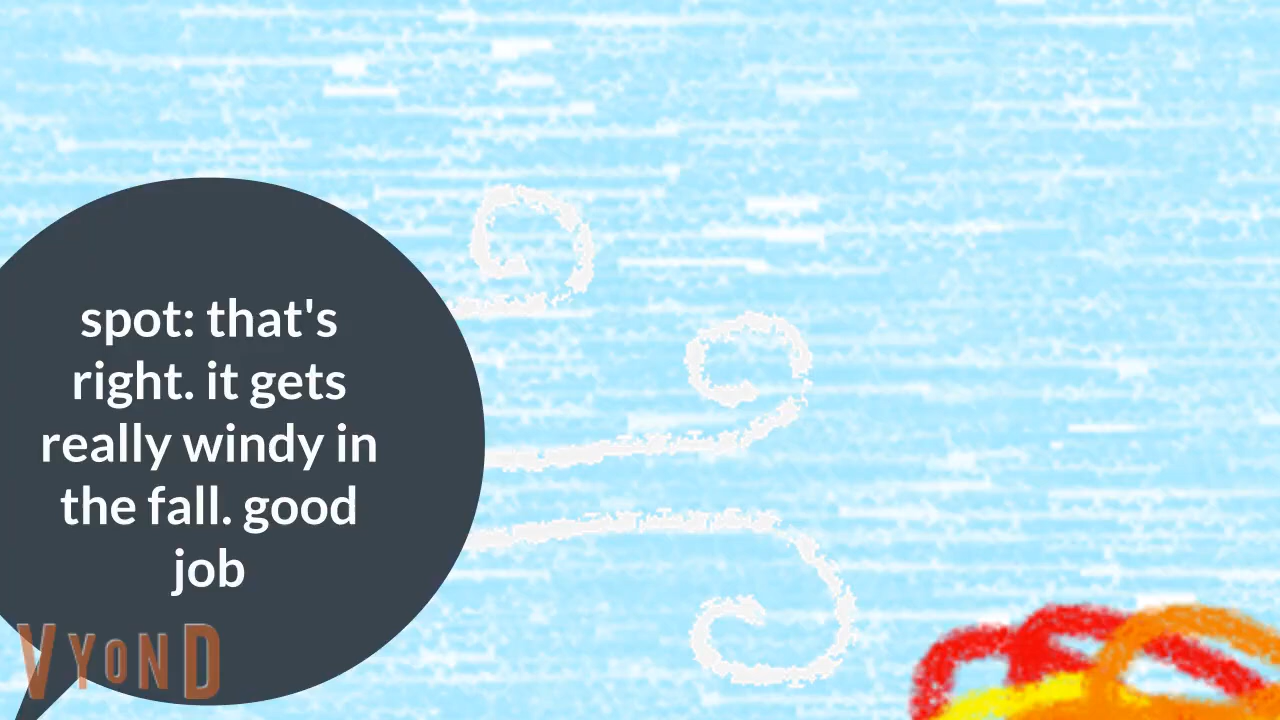 spot: that's
right. it gets
really windy in
the fall. good
job
VYOND